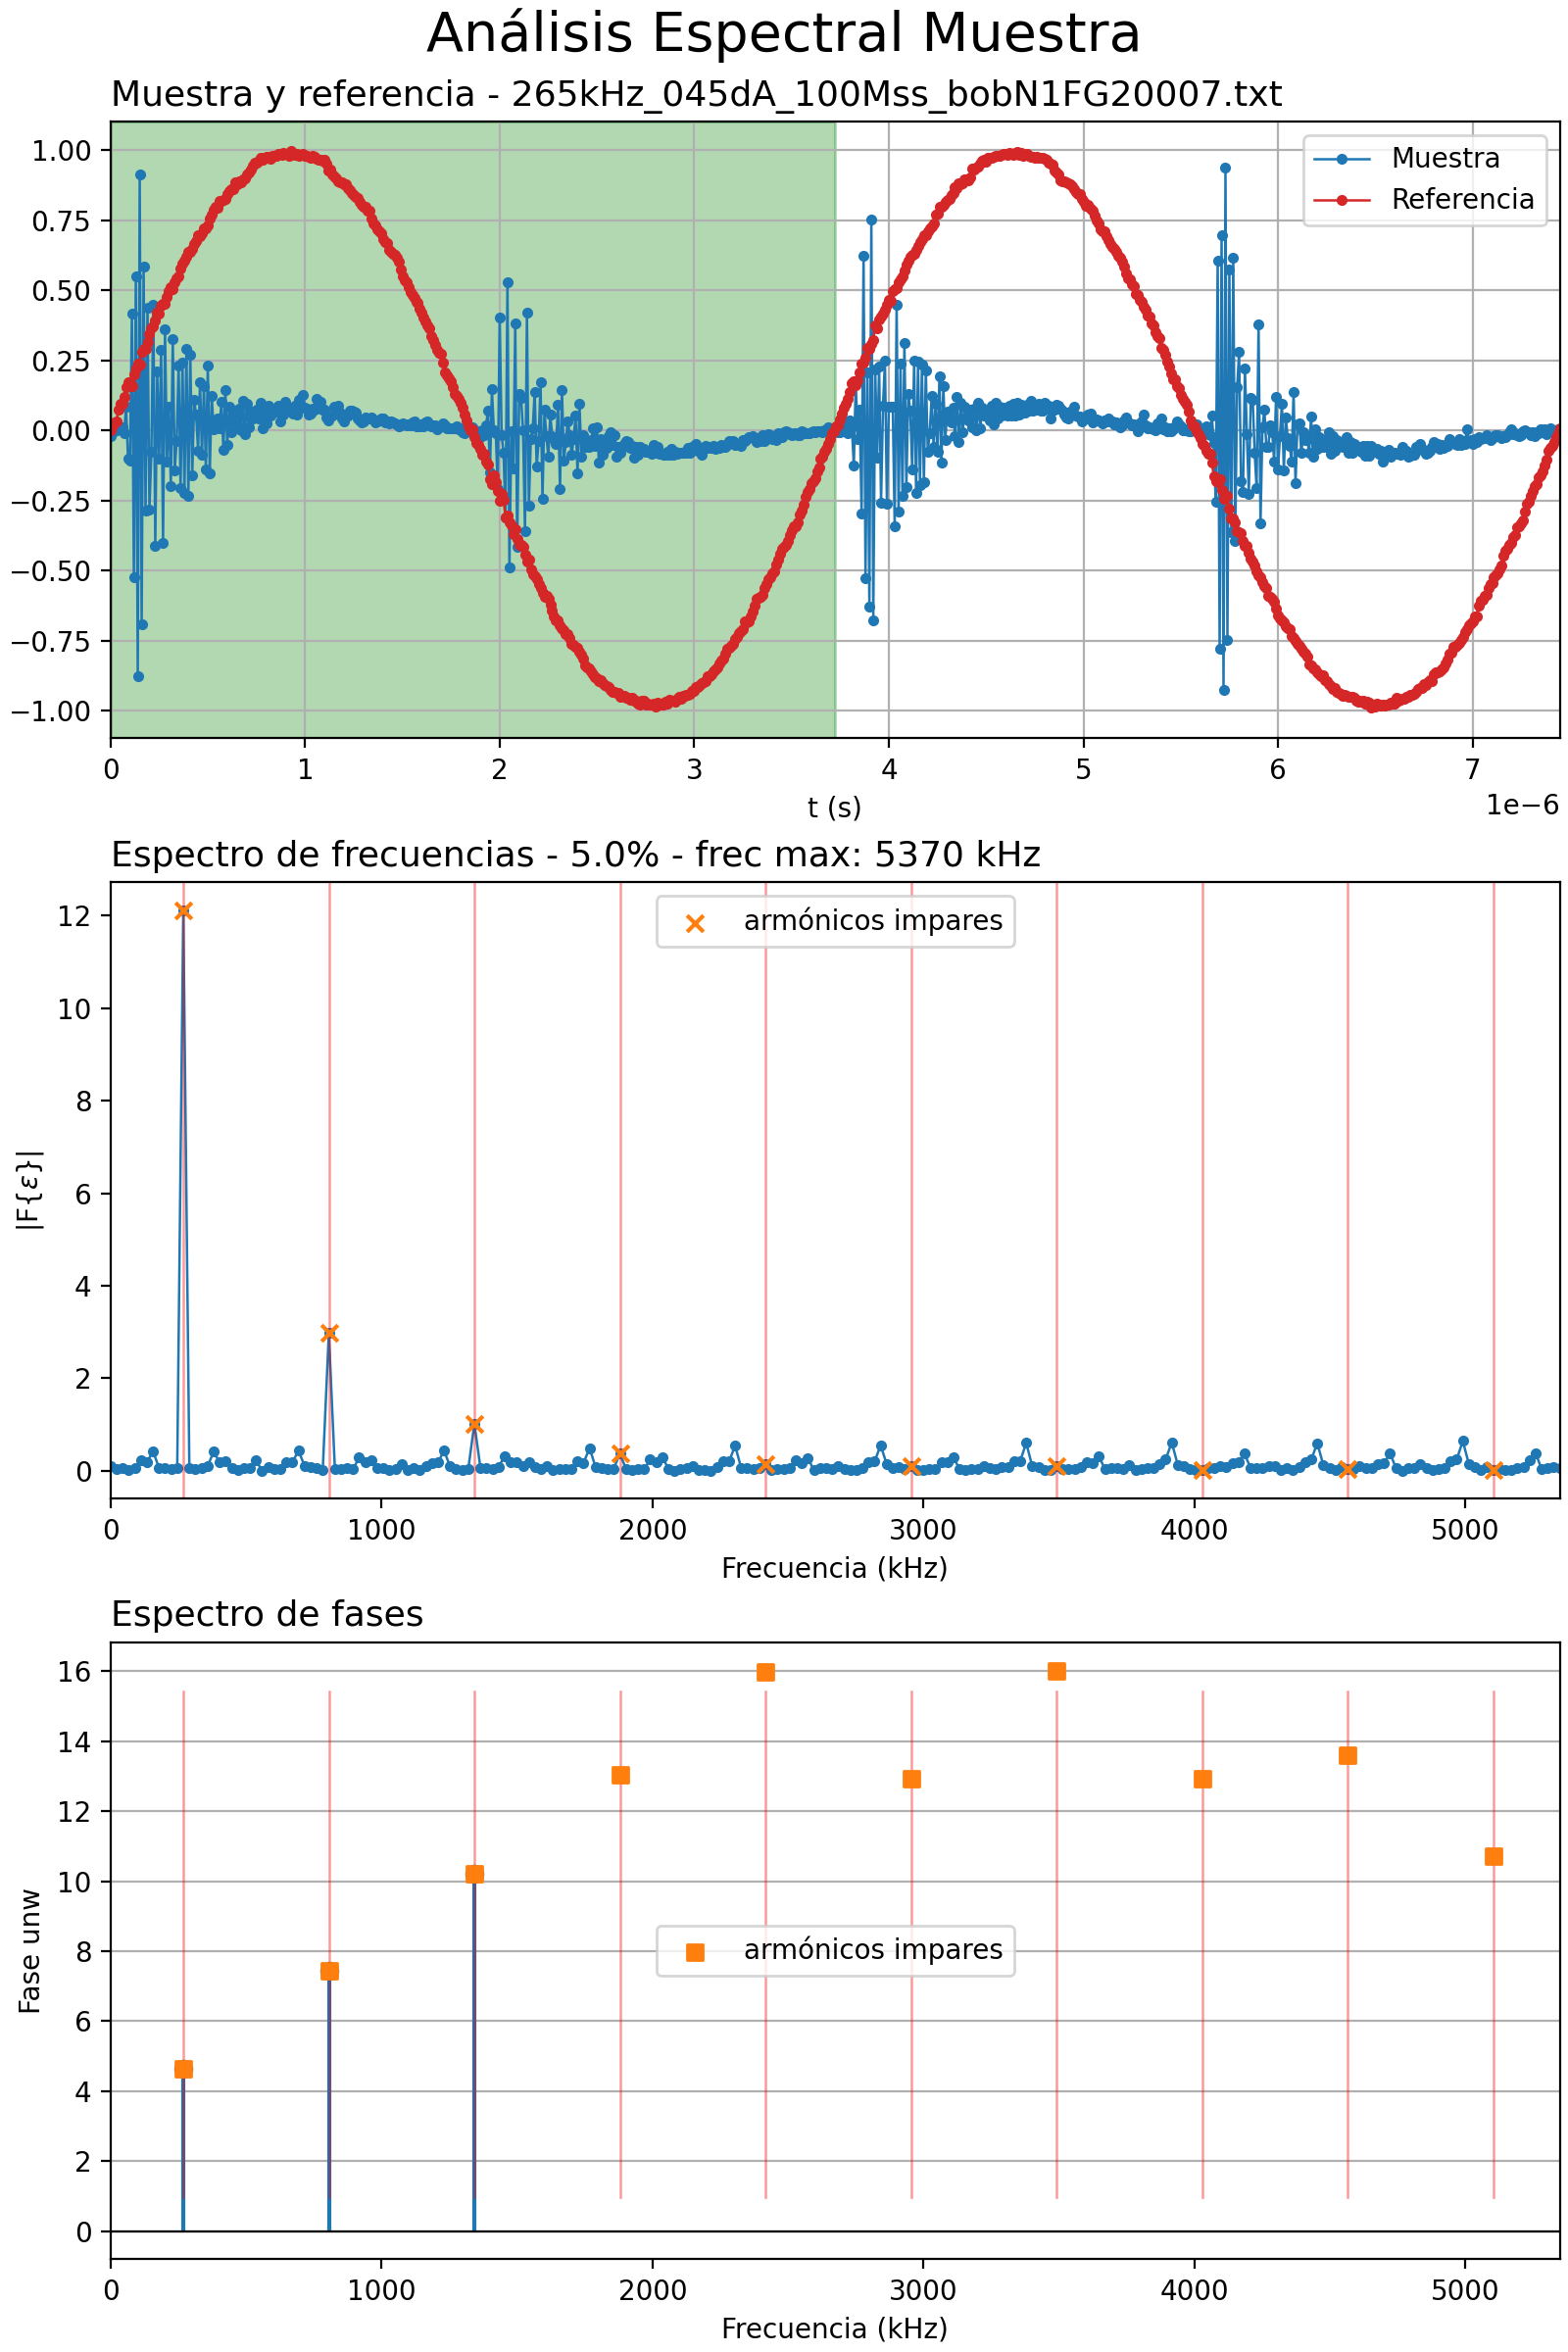 Análisis Espectral Muestra
Muestra y referencia - 265kHz_045dA_100Mss_bobN1FG20007.txt
Muestra
Referencia
1.00
0.75
0.50
0.25
0.00
−0.25
−0.50
−0.75
−1.00
0 1 2 3 4 5 6 7
t (s)
1e−6
Espectro de frecuencias - 5.0% - frec max: 5370 kHz
armónicos impares
12
10
8
6
4
2
0
|F{ε}|
0 1000 2000 3000 4000 5000
Frecuencia (kHz)
Espectro de fases
16
14
12
10
8
6
4
2
0
Fase unw
armónicos impares
0 1000 2000 3000 4000 5000
Frecuencia (kHz)